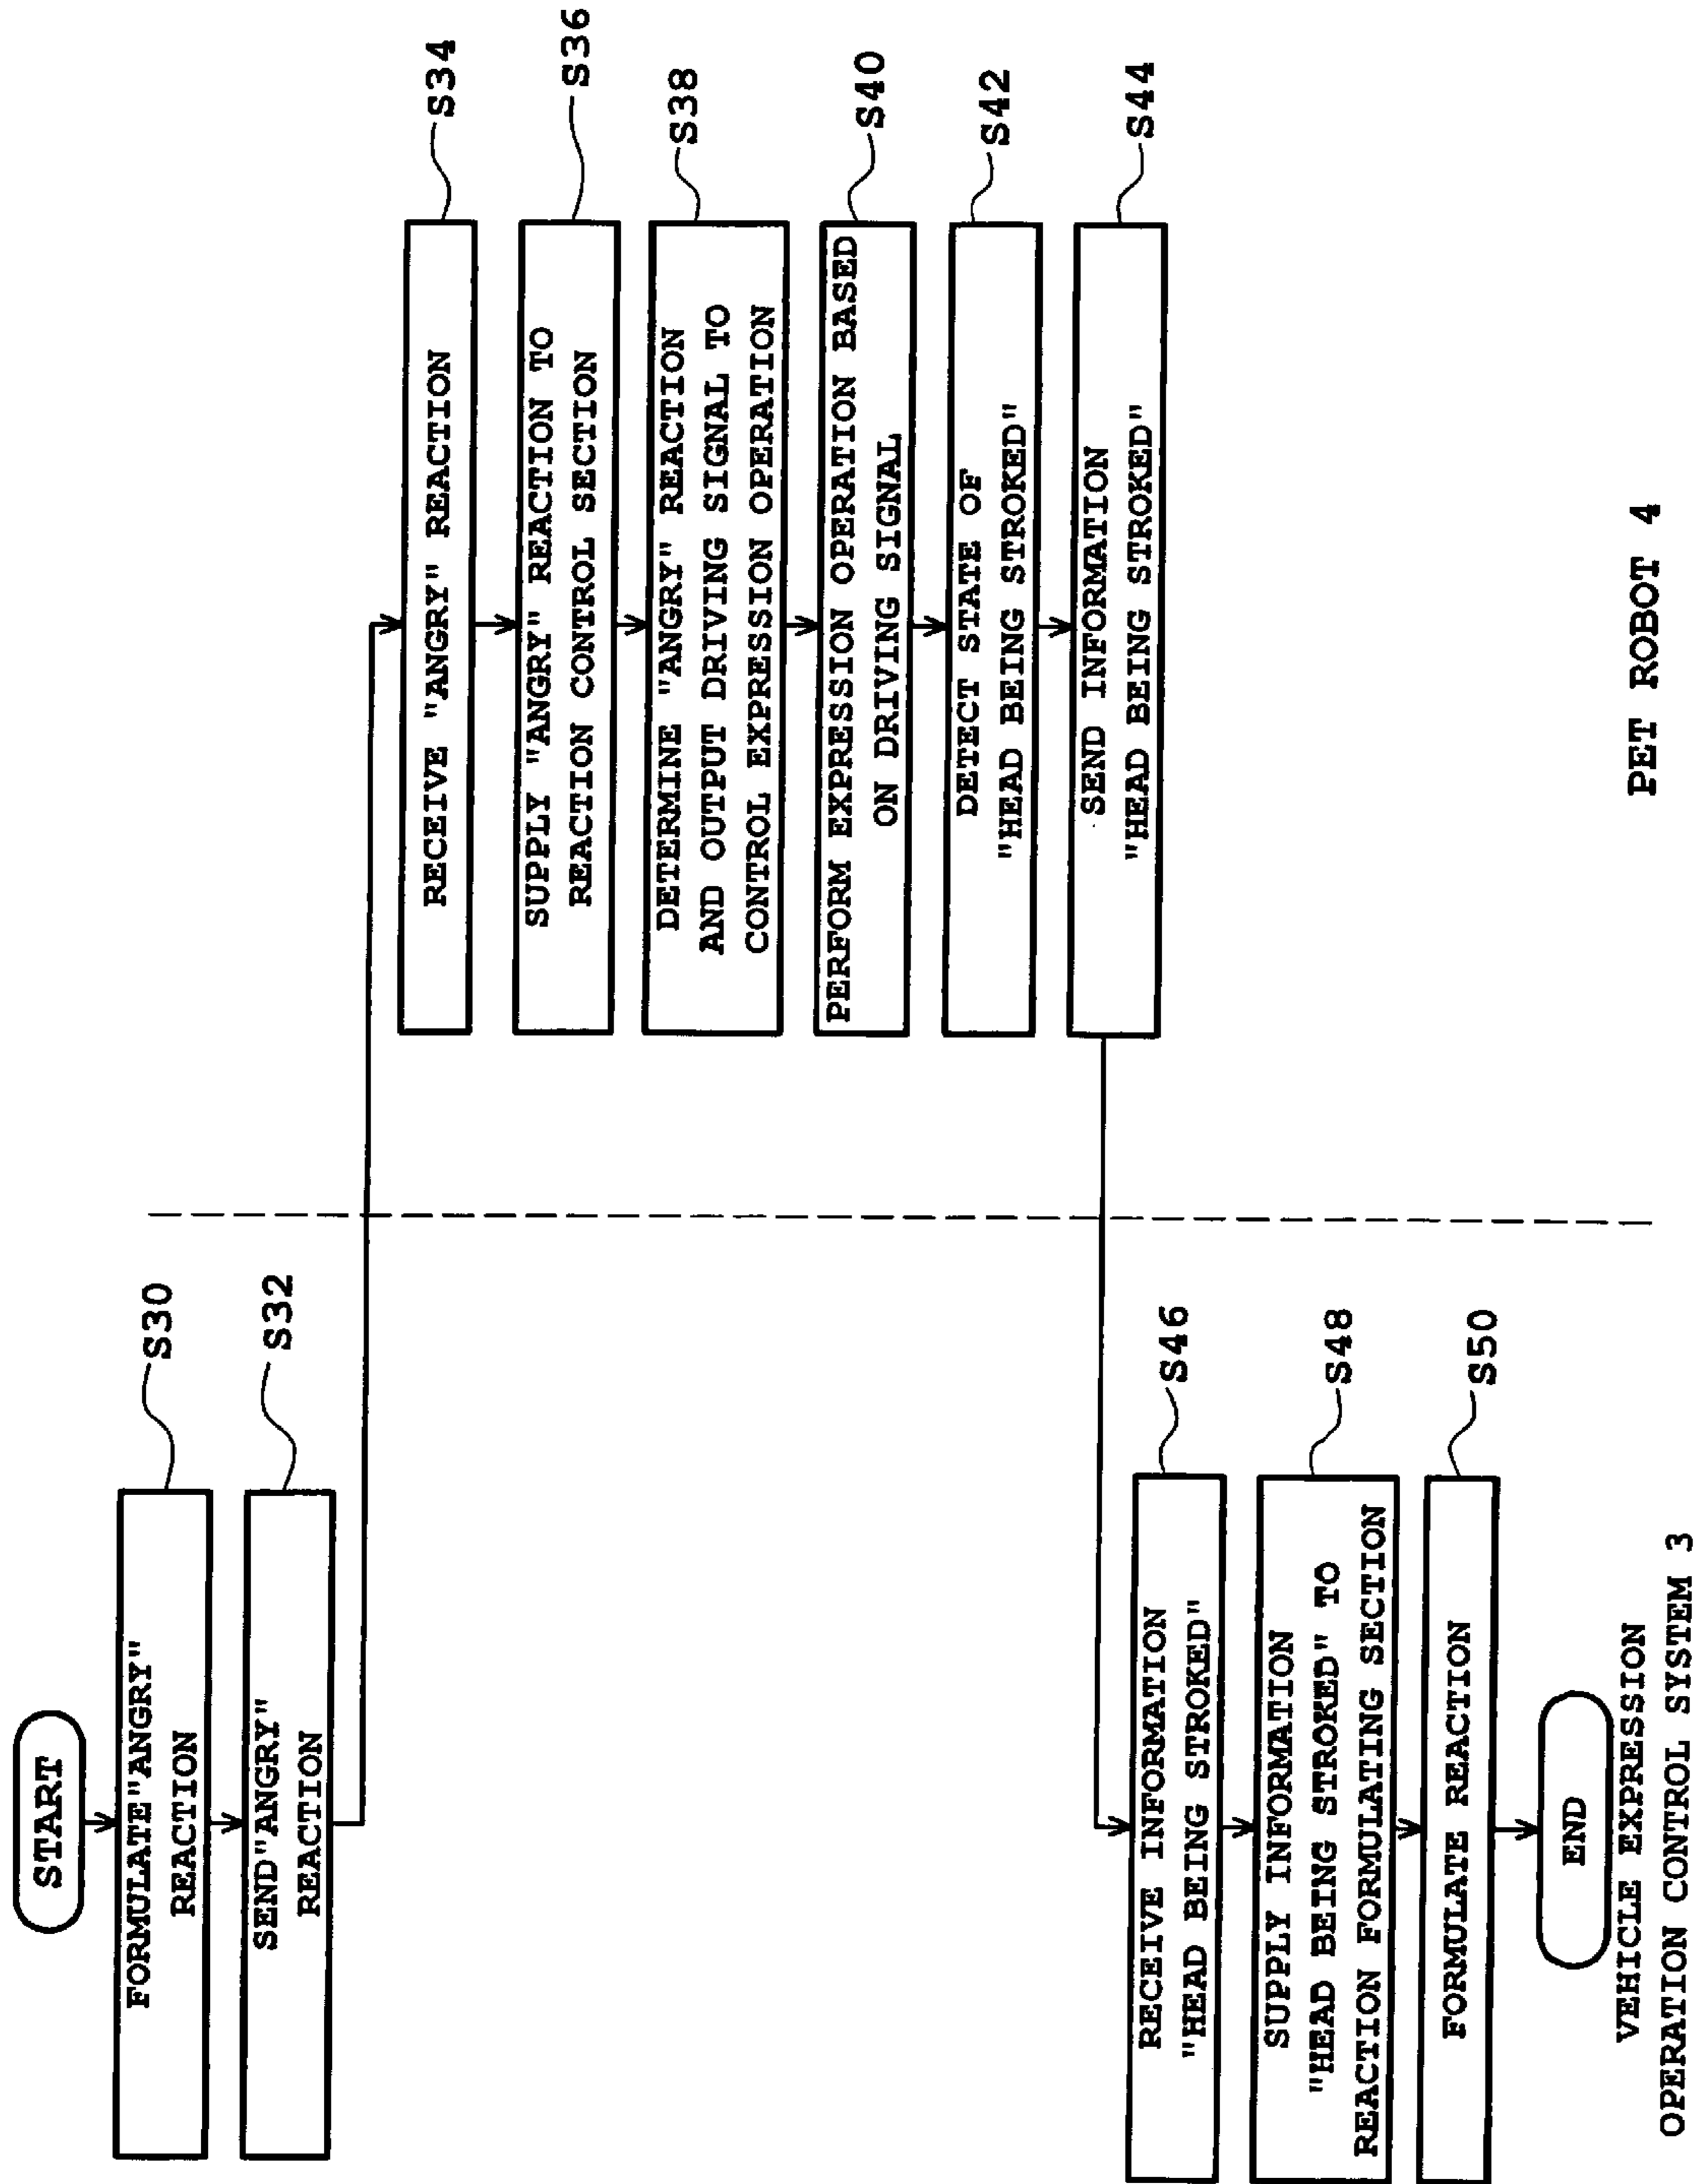 START
FORMULATE"ANGRY"
REACTION
S30
SEND"ANGRY"
REACTION
S32
RECEIVE "ANGRY" REACTION
S34
SUPPLY "ANGRY" REACTION TO
REACTION CONTROL SECTION
S36
DETERMINE "ANGRY" REACTION
AND OUTPUT DRIVING SIGNAL TO
CONTROL EXPRESSION OPERATION
S38
PERFORM EXPRESSION OPERATION BASED
ON DRIVING SIGNAL
S40
DETECT STATE OF
"HEAD BEING STROKED"
S42
SEND INFORMATION
"HEAD BEING STROKED"
S44
RECEIVE INFORMATION
"HEAD BEING STROKED"
S46
SUPPLY INFORMATION
"HEAD BEING STROKED" TO
REACTION FORMULATING SECTION
S48
FORMULATE REACTION
S50
END
VEHICLE EXPRESSION
OPERATION CONTROL SYSTEM 3
PET ROBOT 4